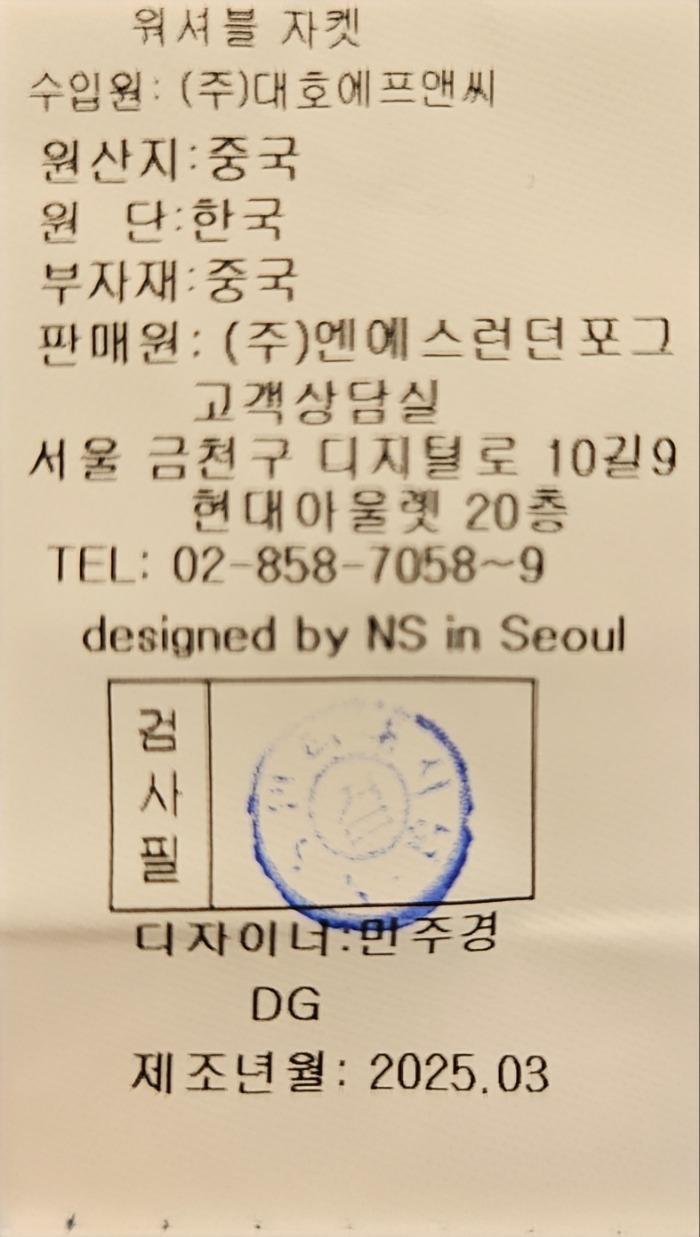 워셔블 자켓
수입원: (주)대호에프앤씨
원산지:중국
원 단:한국
부자재:중국
판매원: (주)엔에스런던포그
고객상담실
서울 금천구 디지털로 10길9
현대아울렛 20층
TEL: 02-858-7058~9
designed by NS in Seoul
검
사
필
디자이너:민주경
DG
제조년월: 2025.03